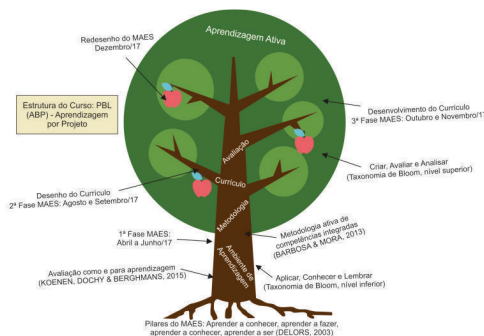 Redesenho do MAES
Dezembro/17
Aprendizagem Ativa
Estrutura do Curso: PBL
(ABP) - Aprendizagem
por Projeto
Desenvolvimento do Currículo
3ª Fase MAES: Outubro e Novembro/1
Avaliação
Criar, Avaliar e Analisar
(Taxonomia de Bloom, nível superior)
Currículo
Desenho do Currículo
2ª Fase MAES: Agosto e Setembro/17
Metodologia
1ª Fase MAES:
Abril a Junho/17
Metodologia ativa de
competências integradas
(BARBOSA & MORA, 2013)
Ambiente de
Aprendizagem
Avaliação como e para aprendizagem
(KOENEN, DOCHY & BERGHMANS, 2015)
Aplicar, Conhecer e Lembrar
(Taxonomia de Bloom, nível inferior)
Pilares do MAES: Aprender a conhecer, aprender a fazer,
aprender a conhecer, aprender a ser (DELORS, 2003)